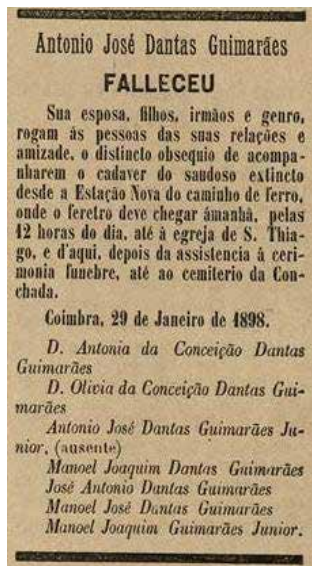 Antonio José Dantas Guimarães
FALLECEU
Sua esposa, filhos, irmãos e genro,
rogam ás pessoas das suas relações e
amizade, o distincto obsequio de acompa-
nharem o cadaver do saudoso extincto
desde a Estação Nova do caminho de ferro,
onde o feretro deve chegar ámanhã, pelas
12 horas do dia, até á egreja de S. Thia-
go, e d'aqui, depois da assistencia á ceri-
monia funebre, até ao cemiterio da Con-
chada.
Coimbra, 29 de Janeiro de 1898.
D. Antonia da Conceição Dantas
Guimarães
D. Olivia da Conceição Dantas Gui-
marães
Antonio José Dantas Guimarães Ju-
nior, (ausente)
Manoel Joaquim Dantas Guimarães
José Antonio Dantas Guimarães
Manoel José Dantas Guimarães
Manoel Joaquim Guimarães Junior.